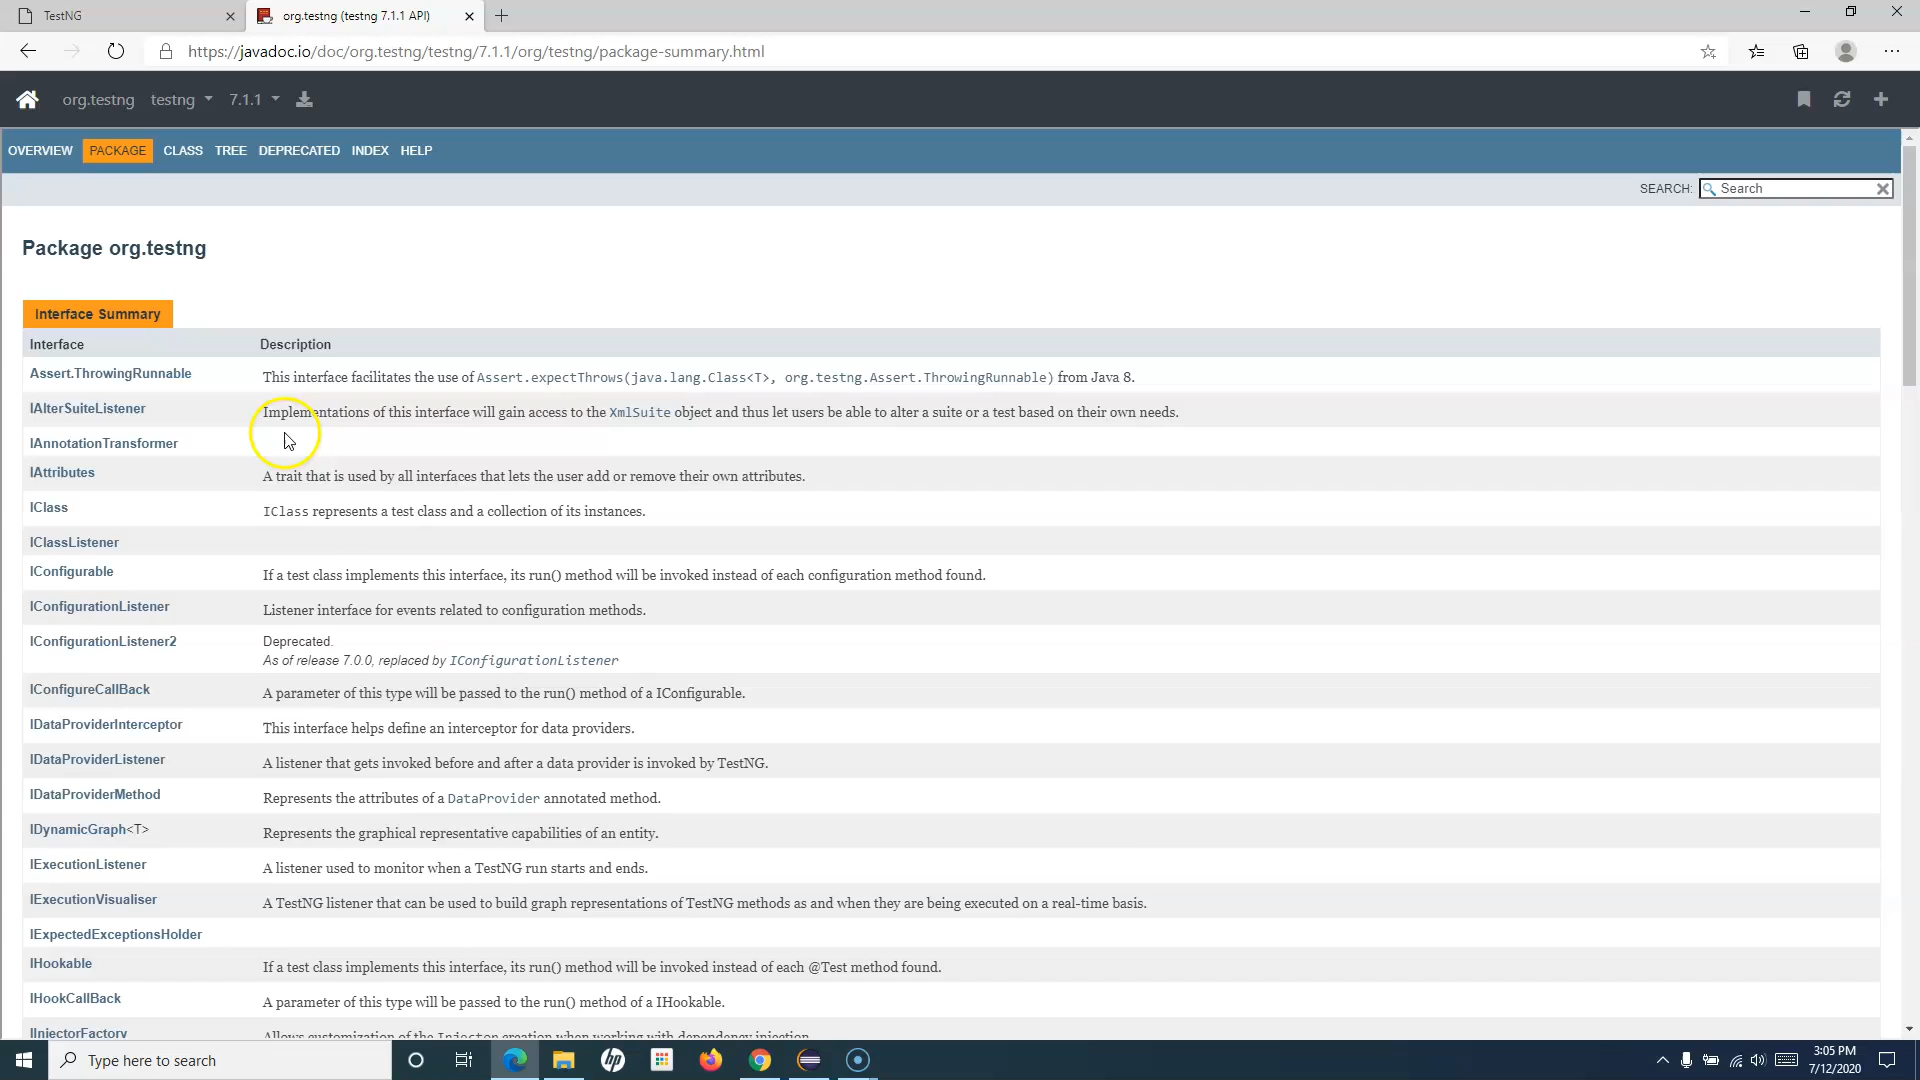 TestNG
org.testng (testng 7.1.1 API)
https://javadoc.io/doc/org.testng/testng/7.1.1/org/testng/package-summary.html
org.testng testng 7.1.1
OVERVIEW PACKAGE CLASS TREE DEPRECATED INDEX HELP
SEARCH: Search
Package org.testng
Interface Summary
Interface Description
Assert.ThrowingRunnable This interface facilitates the use of Assert.expectThrows(java.lang.Class<T>, org.testng.Assert.ThrowingRunnable) from Java 8.
IAlterSuiteListener Implementations of this interface will gain access to the XmlSuite object and thus let users be able to alter a suite or a test based on their own needs.
IAnnotationTransformer
IAttributes A trait that is used by all interfaces that lets the user add or remove their own attributes.
IClass IClass represents a test class and a collection of its instances.
IClassListener
IConfigurable If a test class implements this interface, its run() method will be invoked instead of each configuration method found.
IConfigurationListener Listener interface for events related to configuration methods.
IConfigurationListener2 Deprecated.
As of release 7.0.0, replaced by IConfigurationListener
IConfigureCallBack A parameter of this type will be passed to the run() method of a IConfigurable.
IDataProviderInterceptor This interface helps define an interceptor for data providers.
IDataProviderListener A listener that gets invoked before and after a data provider is invoked by TestNG.
IDataProviderMethod Represents the attributes of a DataProvider annotated method.
IDynamicGraph<T> Represents the graphical representative capabilities of an entity.
IExecutionListener A listener used to monitor when a TestNG run starts and ends.
IExecutionVisualiser A TestNG listener that can be used to build graph representations of TestNG methods as and when they are being executed on a real-time basis.
IExpectedExceptionsHolder
IHookable If a test class implements this interface, its run() method will be invoked instead of each @Test method found.
IHookCallBack A parameter of this type will be passed to the run() method of a IHookable.
IInjectorFactory Allows customization of the Injector creation when working with dependency injection.
Type here to search
hp
3:05 PM
7/12/2020